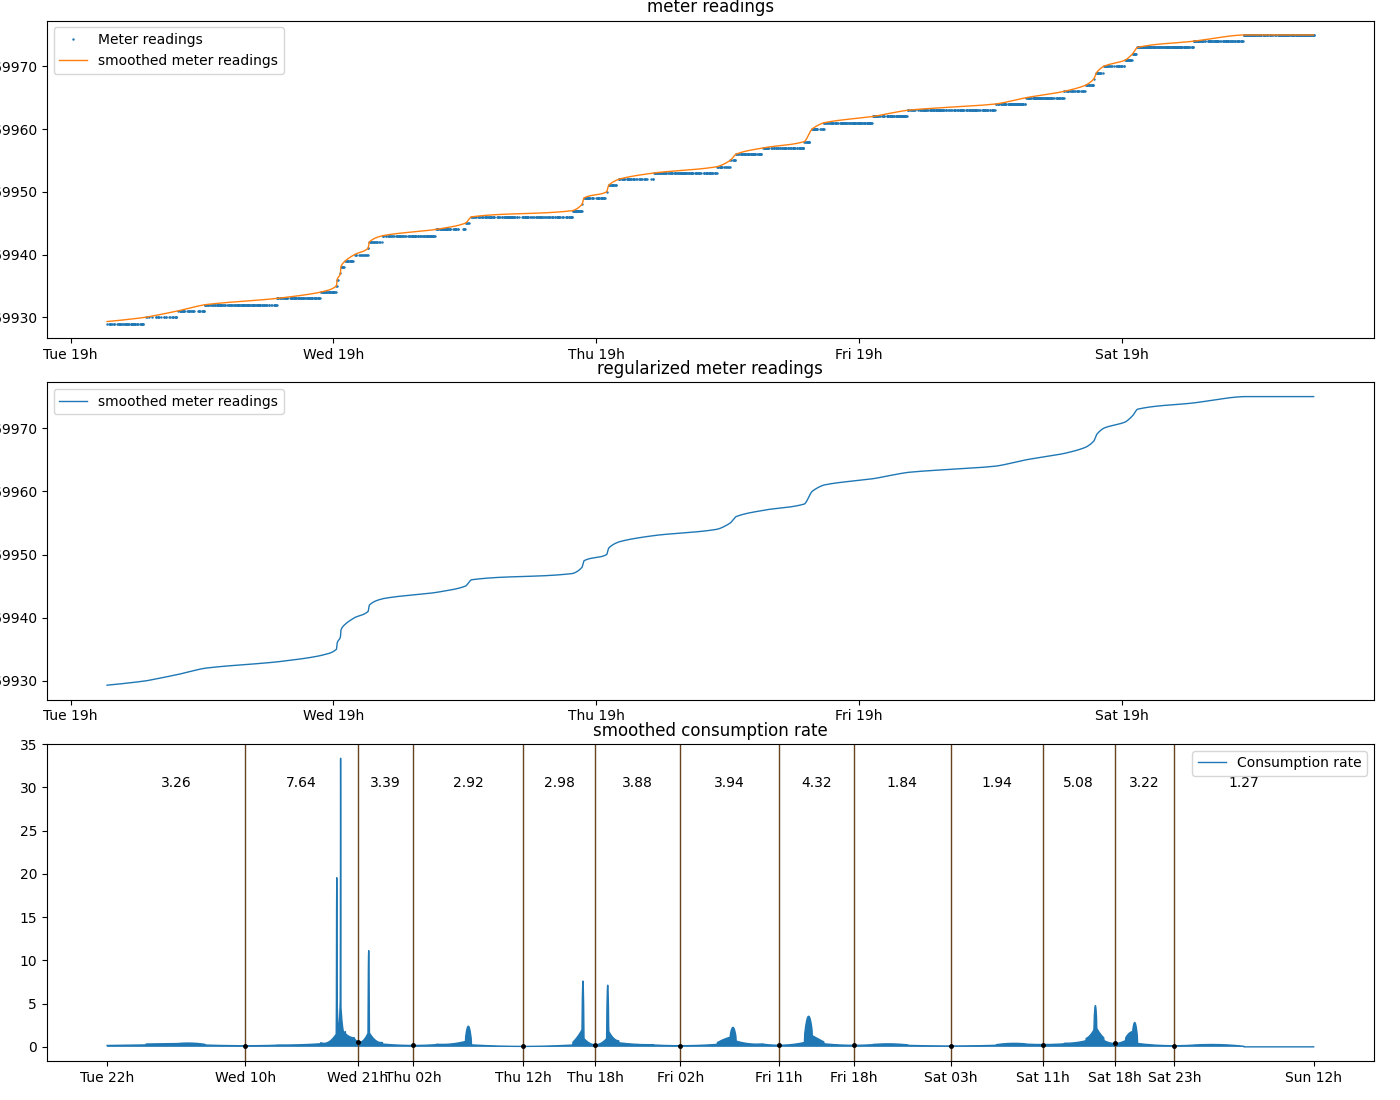 meter readings
Meter readings
smoothed meter readings
9970
9960
9950
9940
9930
Tue 19h Wed 19h Thu 19h Fri 19h Sat 19h
regularized meter readings
smoothed meter readings
9970
9960
9950
9940
9930
Tue 19h Wed 19h Thu 19h Fri 19h Sat 19h
smoothed consumption rate
Consumption rate
3.26 7.64 3.39 2.92 2.98 3.88 3.94 4.32 1.84 1.94 5.08 3.22 1.27
35
30
25
20
15
10
5
0
Tue 22h Wed 10h Wed 21h Thu 02h Thu 12h Thu 18h Fri 02h Fri 11h Fri 18h Sat 03h Sat 11h Sat 18h Sat 23h Sun 12h